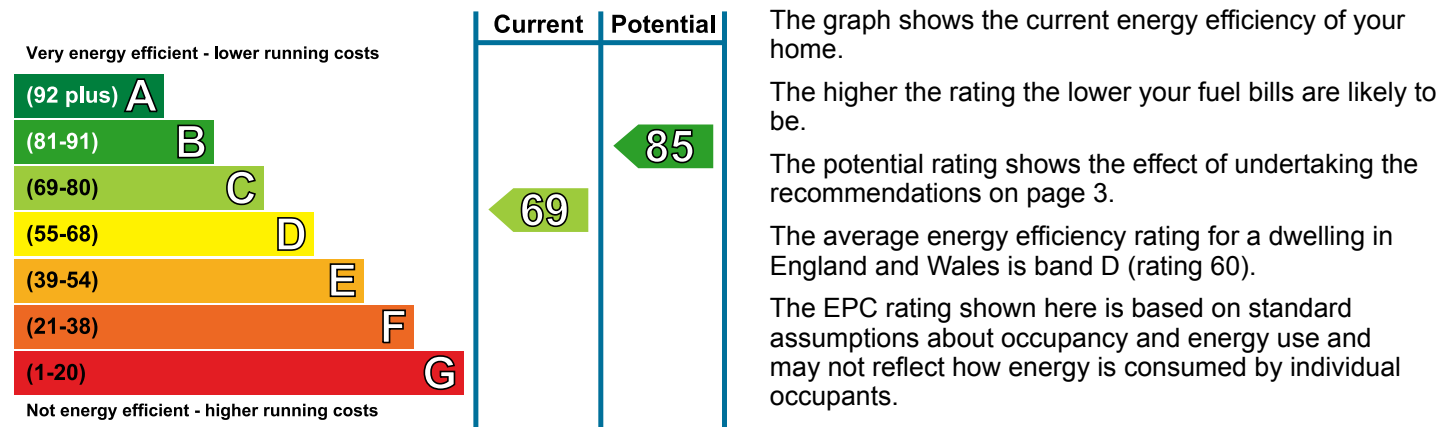 Current Potential
Very energy efficient - lower running costs
(92 plus) A
(81-91) B
(69-80) C
(55-68) D
(39-54) E
(21-38) F
(1-20) G
Not energy efficient - higher running costs
85
69
The graph shows the current energy efficiency of your
home.
The higher the rating the lower your fuel bills are likely to
be.
The potential rating shows the effect of undertaking the
recommendations on page 3.
The average energy efficiency rating for a dwelling in
England and Wales is band D (rating 60).
The EPC rating shown here is based on standard
assumptions about occupancy and energy use and
may not reflect how energy is consumed by individual
occupants.